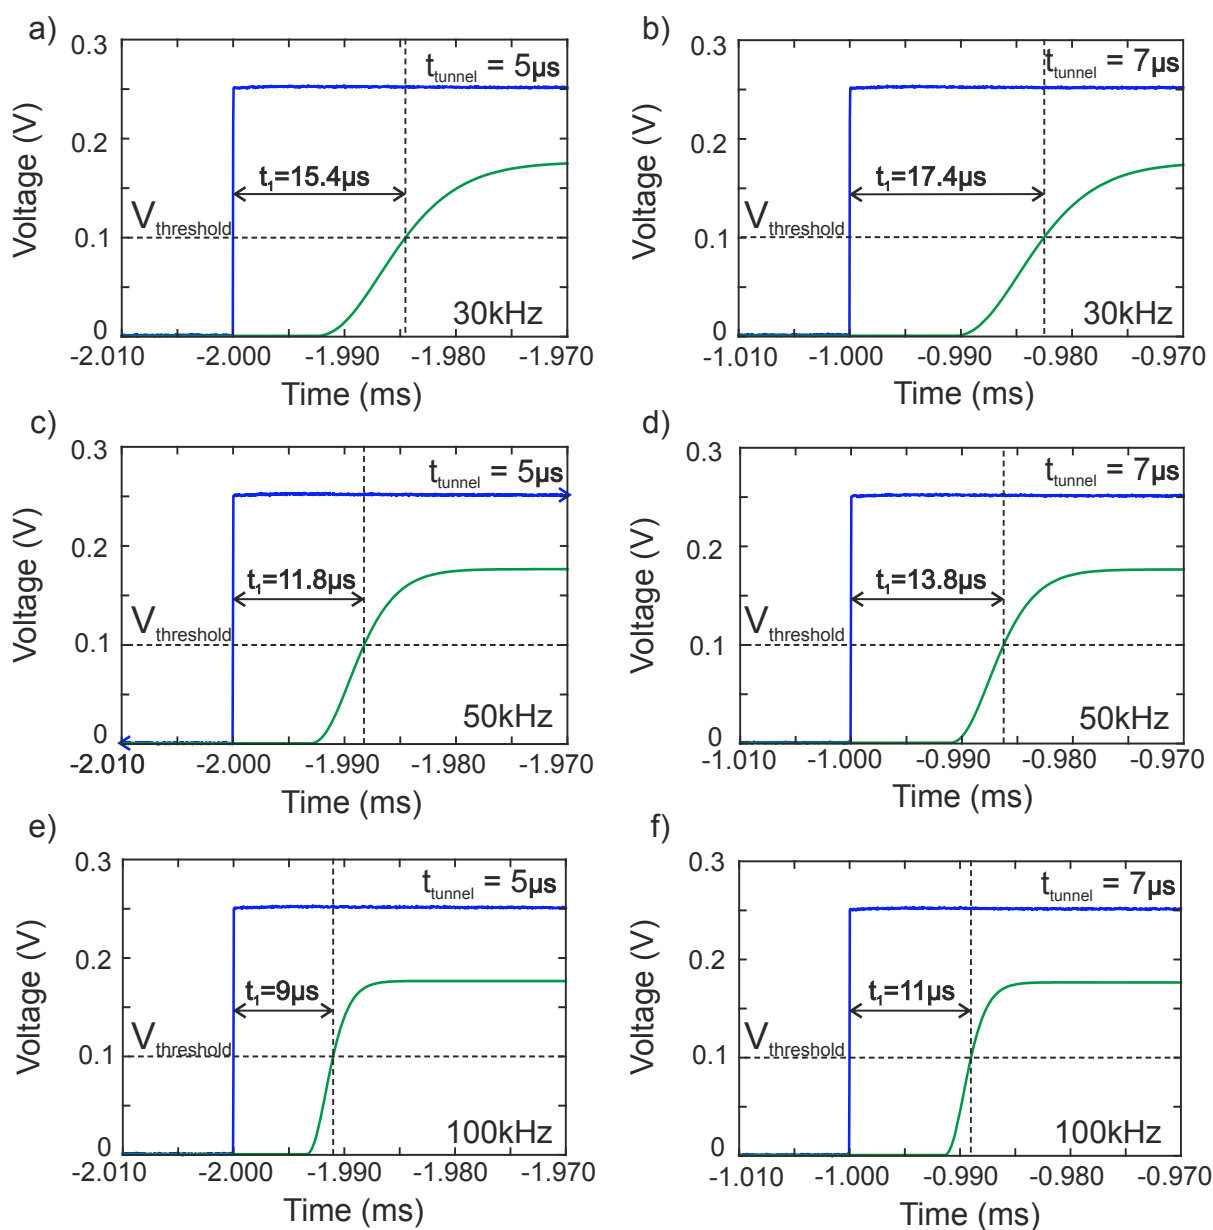 a)
0.3
t_tunnel = 5µs
0.2
t₁=15.4µs
V_threshold
0.1
30kHz
0
-2.010 -2.000 -1.990 -1.980 -1.970
Voltage (V)
Time (ms)
b)
0.3
t_tunnel = 7µs
0.2
t₁=17.4µs
V_threshold
0.1
30kHz
0
-1.010 -1.000 -0.990 -0.980 -0.970
Voltage (V)
Time (ms)
c)
0.3
t_tunnel = 5µs
0.2
t₁=11.8µs
V_threshold
0.1
50kHz
0
-2.010 -2.000 -1.990 -1.980 -1.970
Voltage (V)
Time (ms)
d)
0.3
t_tunnel = 7µs
0.2
t₁=13.8µs
V_threshold
0.1
50kHz
0
-1.010 -1.000 -0.990 -0.980 -0.970
Voltage (V)
Time (ms)
e)
0.3
t_tunnel = 5µs
0.2
t₁=9µs
V_threshold
0.1
100kHz
0
-2.010 -2.000 -1.990 -1.980 -1.970
Voltage (V)
Time (ms)
f)
0.3
t_tunnel = 7µs
0.2
t₁=11µs
V_threshold
0.1
100kHz
0
-1.010 -1.000 -0.990 -0.980 -0.970
Voltage (V)
Time (ms)